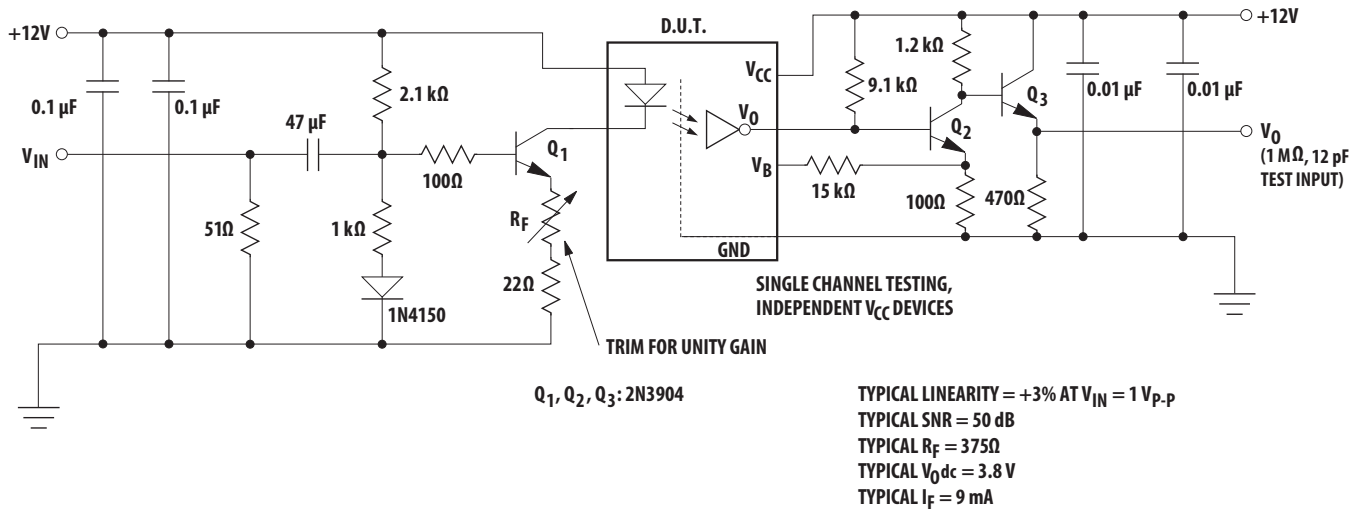 D.U.T.
+12V
+12V
1.2 kΩ
VCC
9.1 kΩ
Q3
0.1 µF
0.1 µF
2.1 kΩ
0.01 µF
0.01 µF
47 µF
VO
Q2
VIN
Q1
VO
(1 MΩ, 12 pF
TEST INPUT)
100Ω
VB
15 kΩ
100Ω
470Ω
51Ω
1 kΩ
RF
GND
22Ω
1N4150
SINGLE CHANNEL TESTING,
INDEPENDENT VCC DEVICES
TRIM FOR UNITY GAIN
Q1, Q2, Q3: 2N3904
TYPICAL LINEARITY = +3% AT VIN = 1 VP-P
TYPICAL SNR = 50 dB
TYPICAL RF = 375Ω
TYPICAL VOdc = 3.8 V
TYPICAL IF = 9 mA